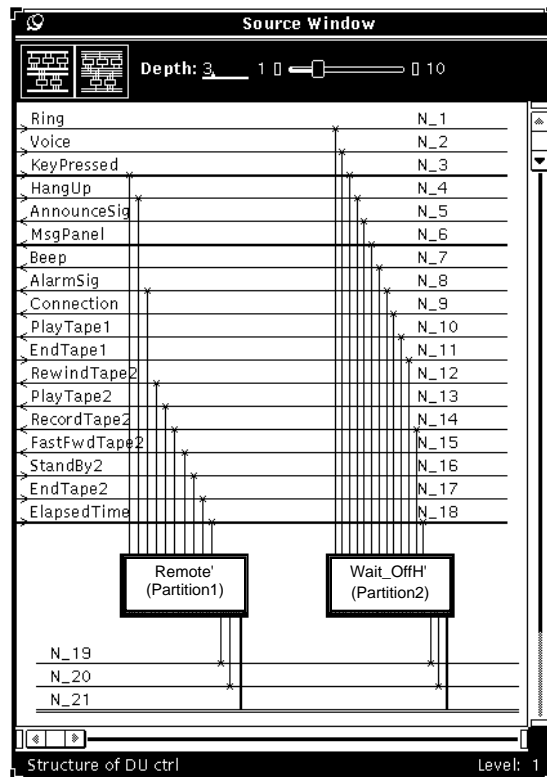 Source Window
Depth: 3 1 10
Ring N_1
Voice N_2
KeyPressed N_3
HangUp N_4
AnnounceSig N_5
MsgPanel N_6
Beep N_7
AlarmSig N_8
Connection N_9
PlayTape1 N_10
EndTape1 N_11
RewindTape2 N_12
PlayTape2 N_13
RecordTape2 N_14
FastFwdTape2 N_15
StandBy2 N_16
EndTape2 N_17
ElapsedTime N_18
Remote' Wait_OffH'
(Partition1) (Partition2)
N_19
N_20
N_21
Structure of DU ctrl Level: 1